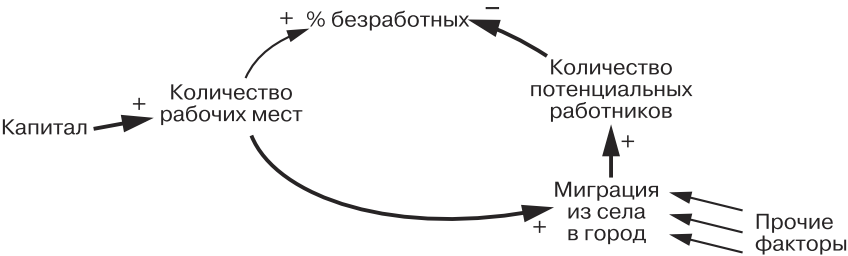 + % безработных −
Количество
потенциальных
работников
Количество
рабочих мест
+
Капитал
+
Миграция
из села
в город
+
Прочие
факторы